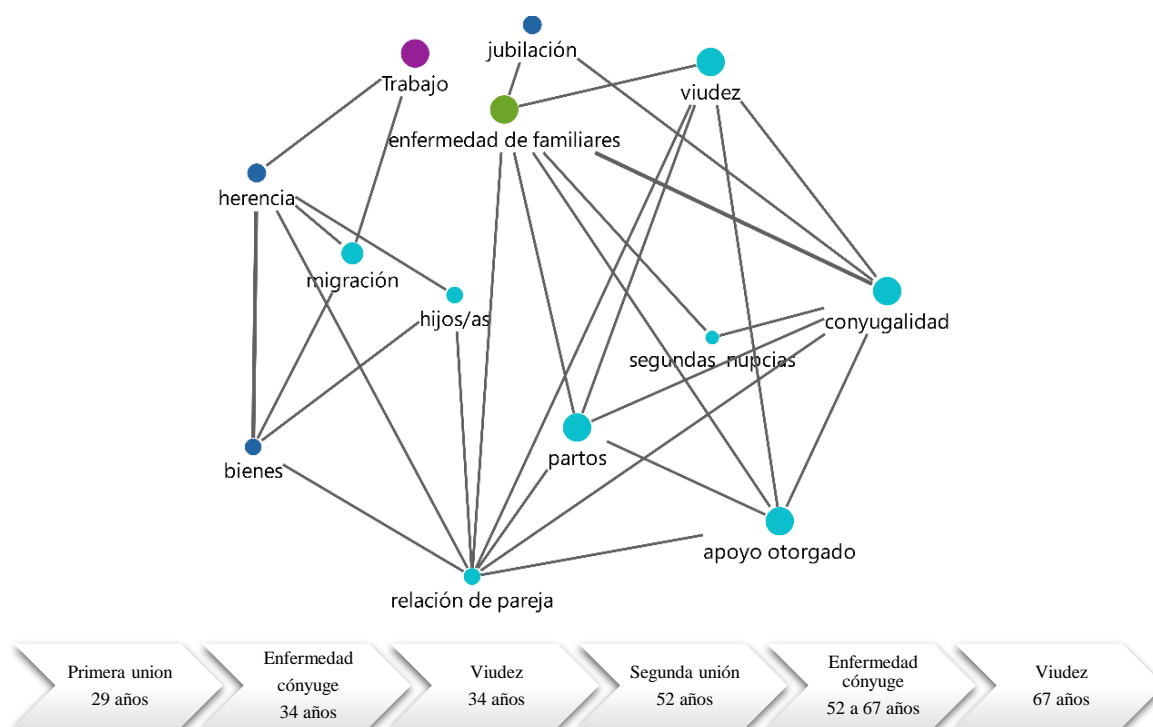 jubilación
Trabajo
viudez
enfermedad de familiares
herencia
migración
hijos/as
conyugalidad
segundas nupcias
partos
bienes
apoyo otorgado
relación de pareja
Primera union
29 años
Enfermedad
cónyuge
34 años
Viudez
34 años
Segunda unión
52 años
Enfermedad
cónyuge
52 a 67 años
Viudez
67 años